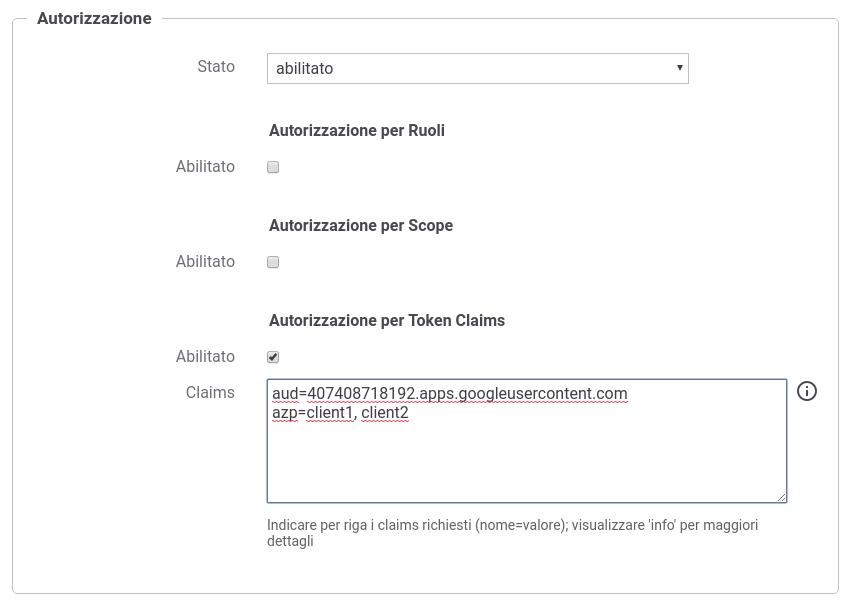 Autorizzazione
Stato
abilitato
Autorizzazione per Ruoli
Abilitato
Autorizzazione per Scope
Abilitato
Autorizzazione per Token Claims
Abilitato
Claims
aud=407408718192.apps.googleusercontent.com
azp=client1, client2
Indicare per riga i claims richiesti (nome=valore); visualizzare 'info' per maggiori
dettagli